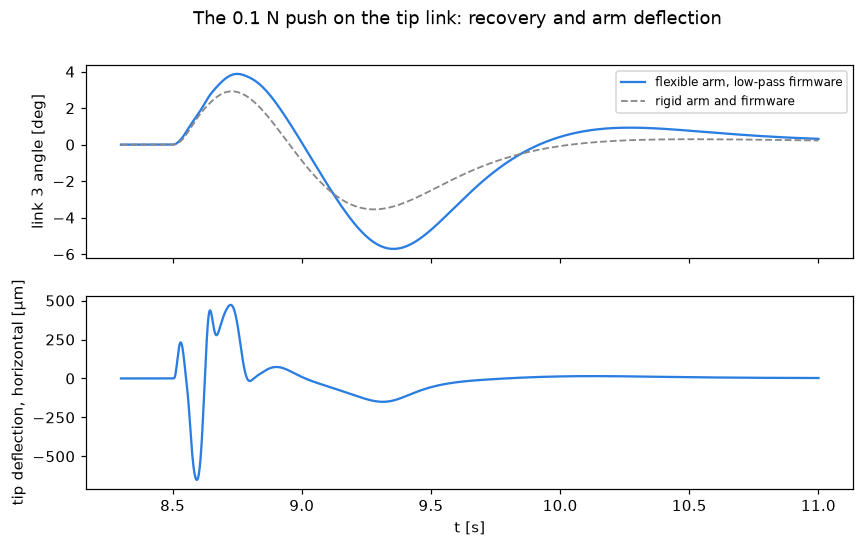 The 0.1 N push on the tip link: recovery and arm deflection
link 3 angle [deg]
4
2
0
−2
−4
−6
flexible arm, low-pass firmware
rigid arm and firmware
tip deflection, horizontal [µm]
500
250
0
−250
−500
8.5
9.0
9.5
10.0
10.5
11.0
t [s]